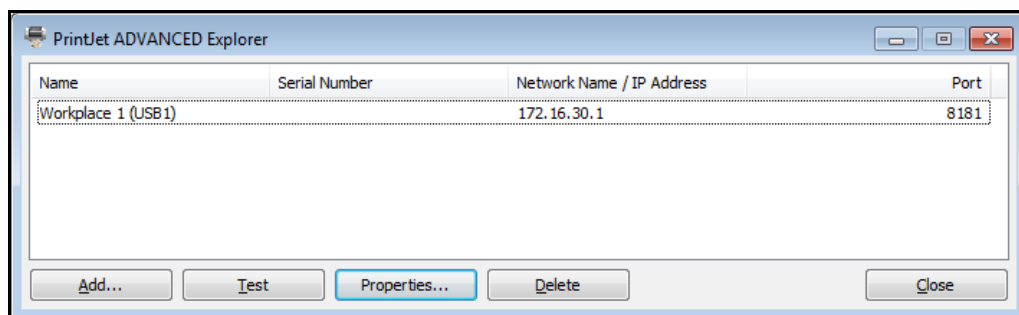 PrintJet ADVANCED Explorer
Name Serial Number Network Name / IP Address Port
Workplace 1 (USB1) 172.16.30.1 8181
Add... Test Properties... Delete Close